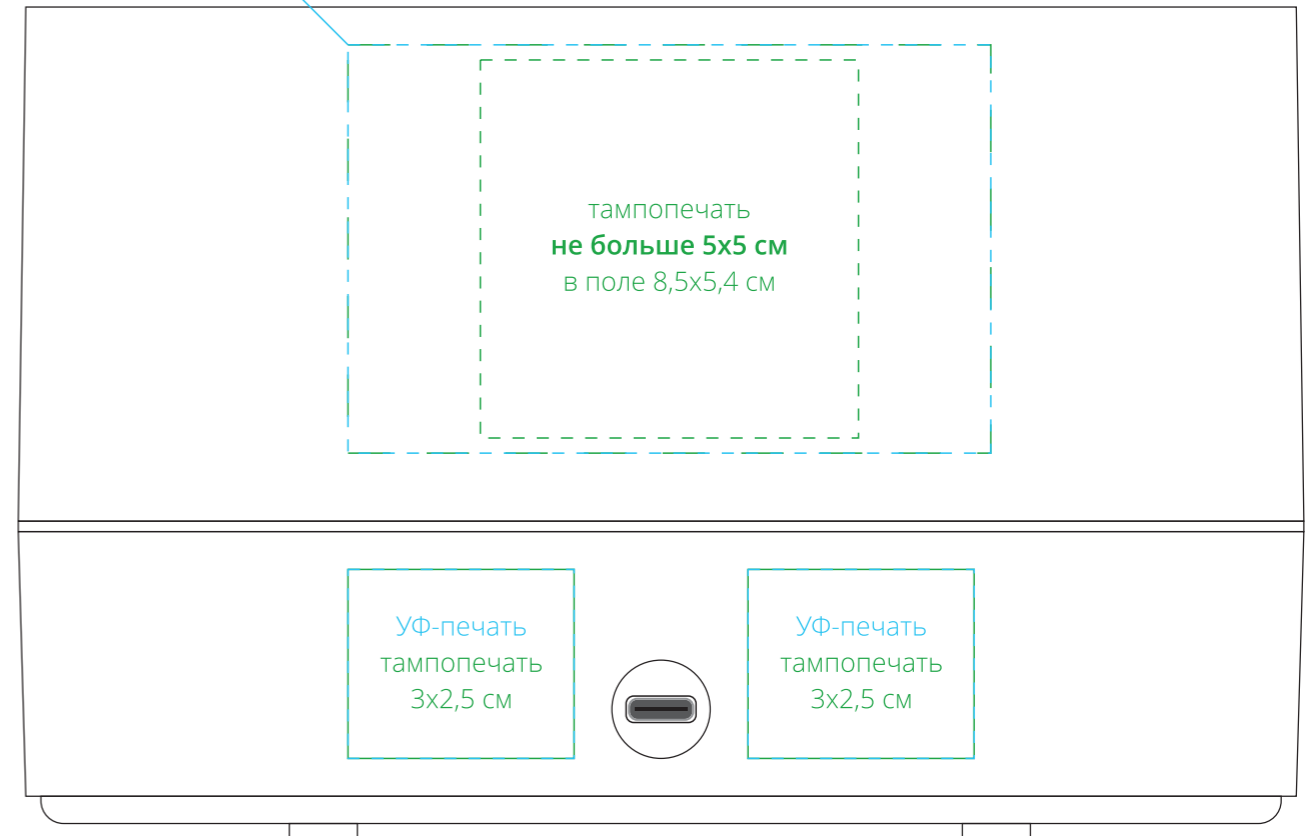 тампопечать
не больше 5х5 см
в поле 8,5х5,4 см
УФ-печать
тампопечать
3х2,5 см
УФ-печать
тампопечать
3х2,5 см